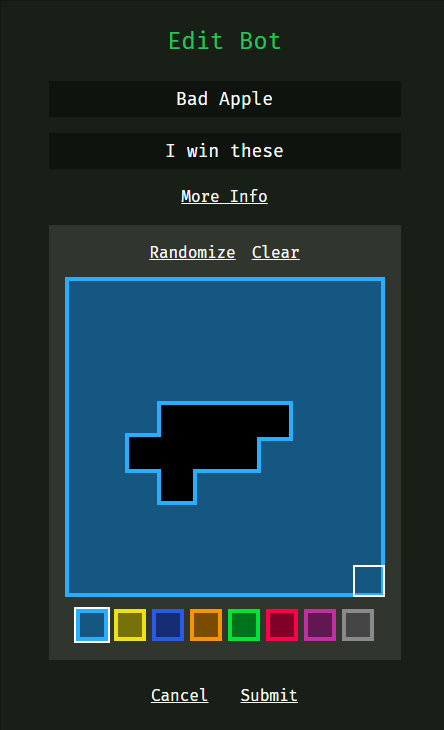 Edit Bot
Bad Apple
I win these
More Info
Randomize Clear
Cancel Submit